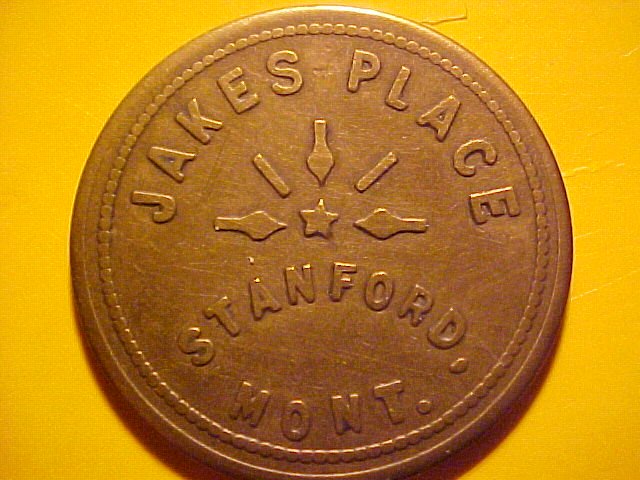 JAKES PLACE
STANFORD.
MONT.